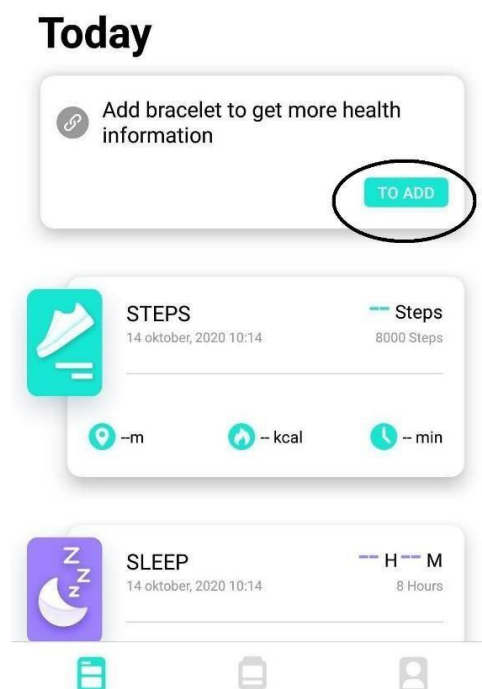 Today
Add bracelet to get more health
information
TO ADD
STEPS
-- Steps
14 oktober, 2020 10:14
8000 Steps
--m
-- kcal
-- min
Z
Z
Z
SLEEP
-- H -- M
14 oktober, 2020 10:14
8 Hours